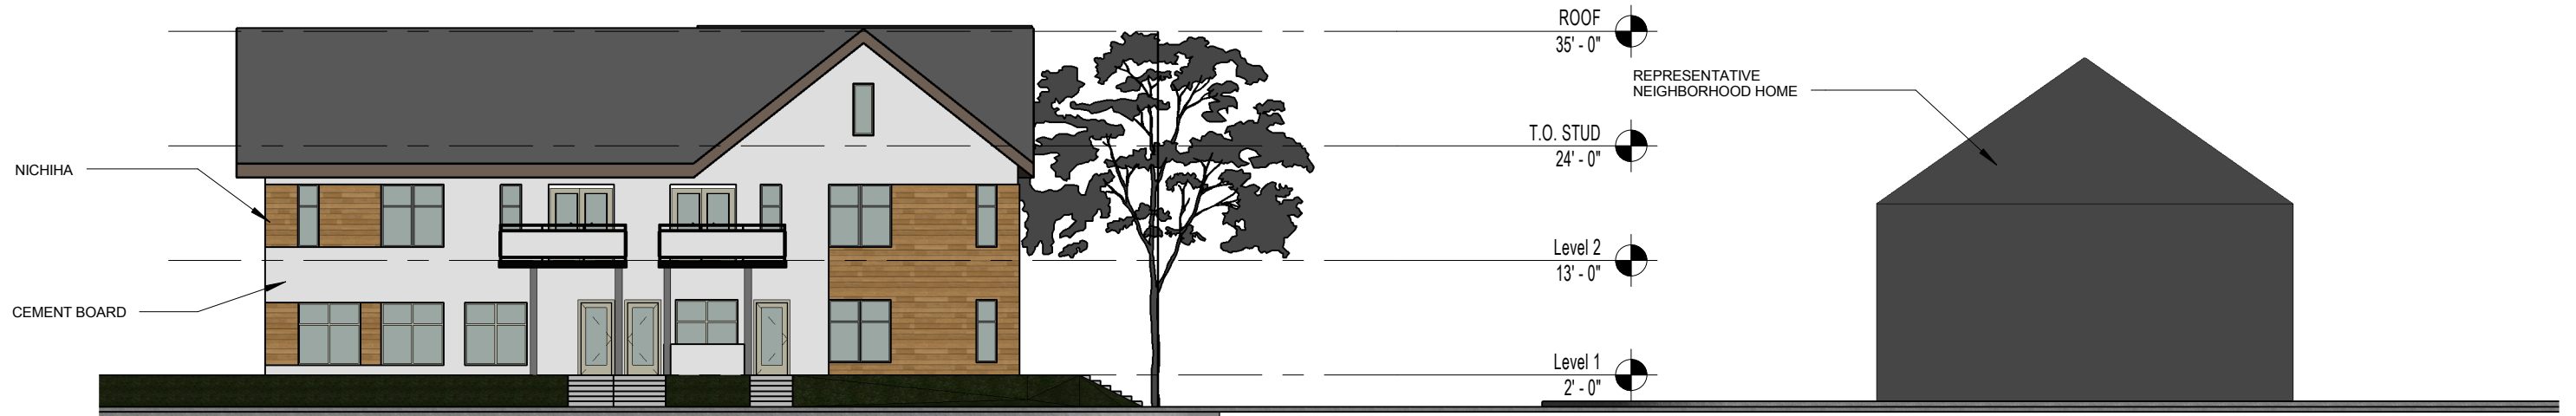 ROOF
35' - 0"
REPRESENTATIVE
NEIGHBORHOOD HOME
T.O. STUD
24' - 0"
NICHIHA
Level 2
13' - 0"
CEMENT BOARD
Level 1
2' - 0"